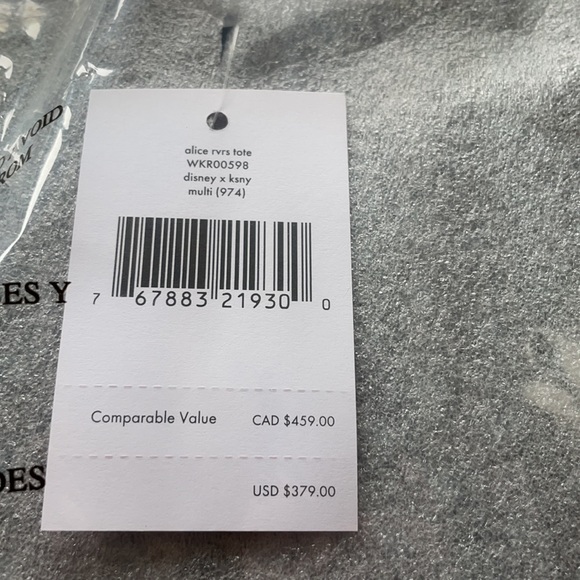 VOID
alice rvrs tote
WKR00598
disney x ksny
multi (974)
7 67883 21930 0
ES Y
Comparable Value CAD $459.00
DES
USD $379.00